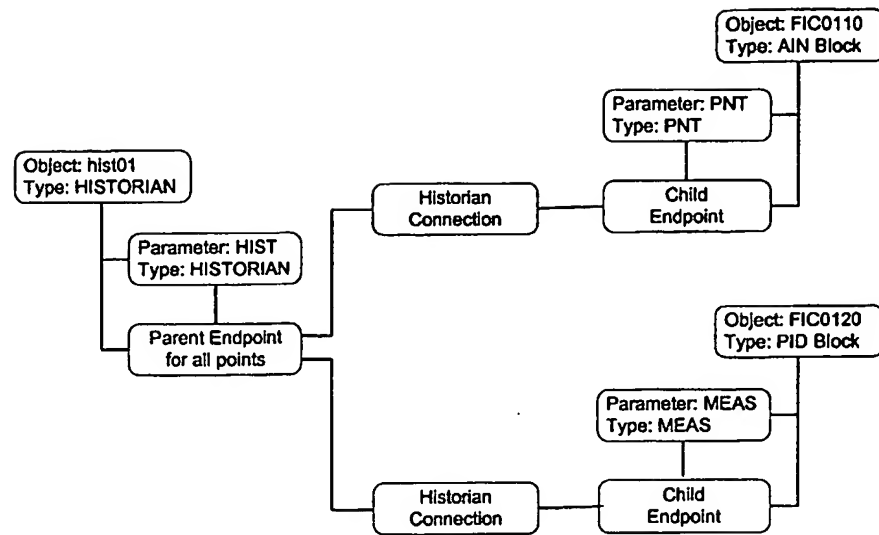 Object: FIC0110
Type: AIN Block
Parameter: PNT
Type: PNT
Object: hist01
Type: HISTORIAN
Historian
Connection
Child
Endpoint
Parameter: HIST
Type: HISTORIAN
Parent Endpoint
for all points
Object: FIC0120
Type: PID Block
Parameter: MEAS
Type: MEAS
Historian
Connection
Child
Endpoint